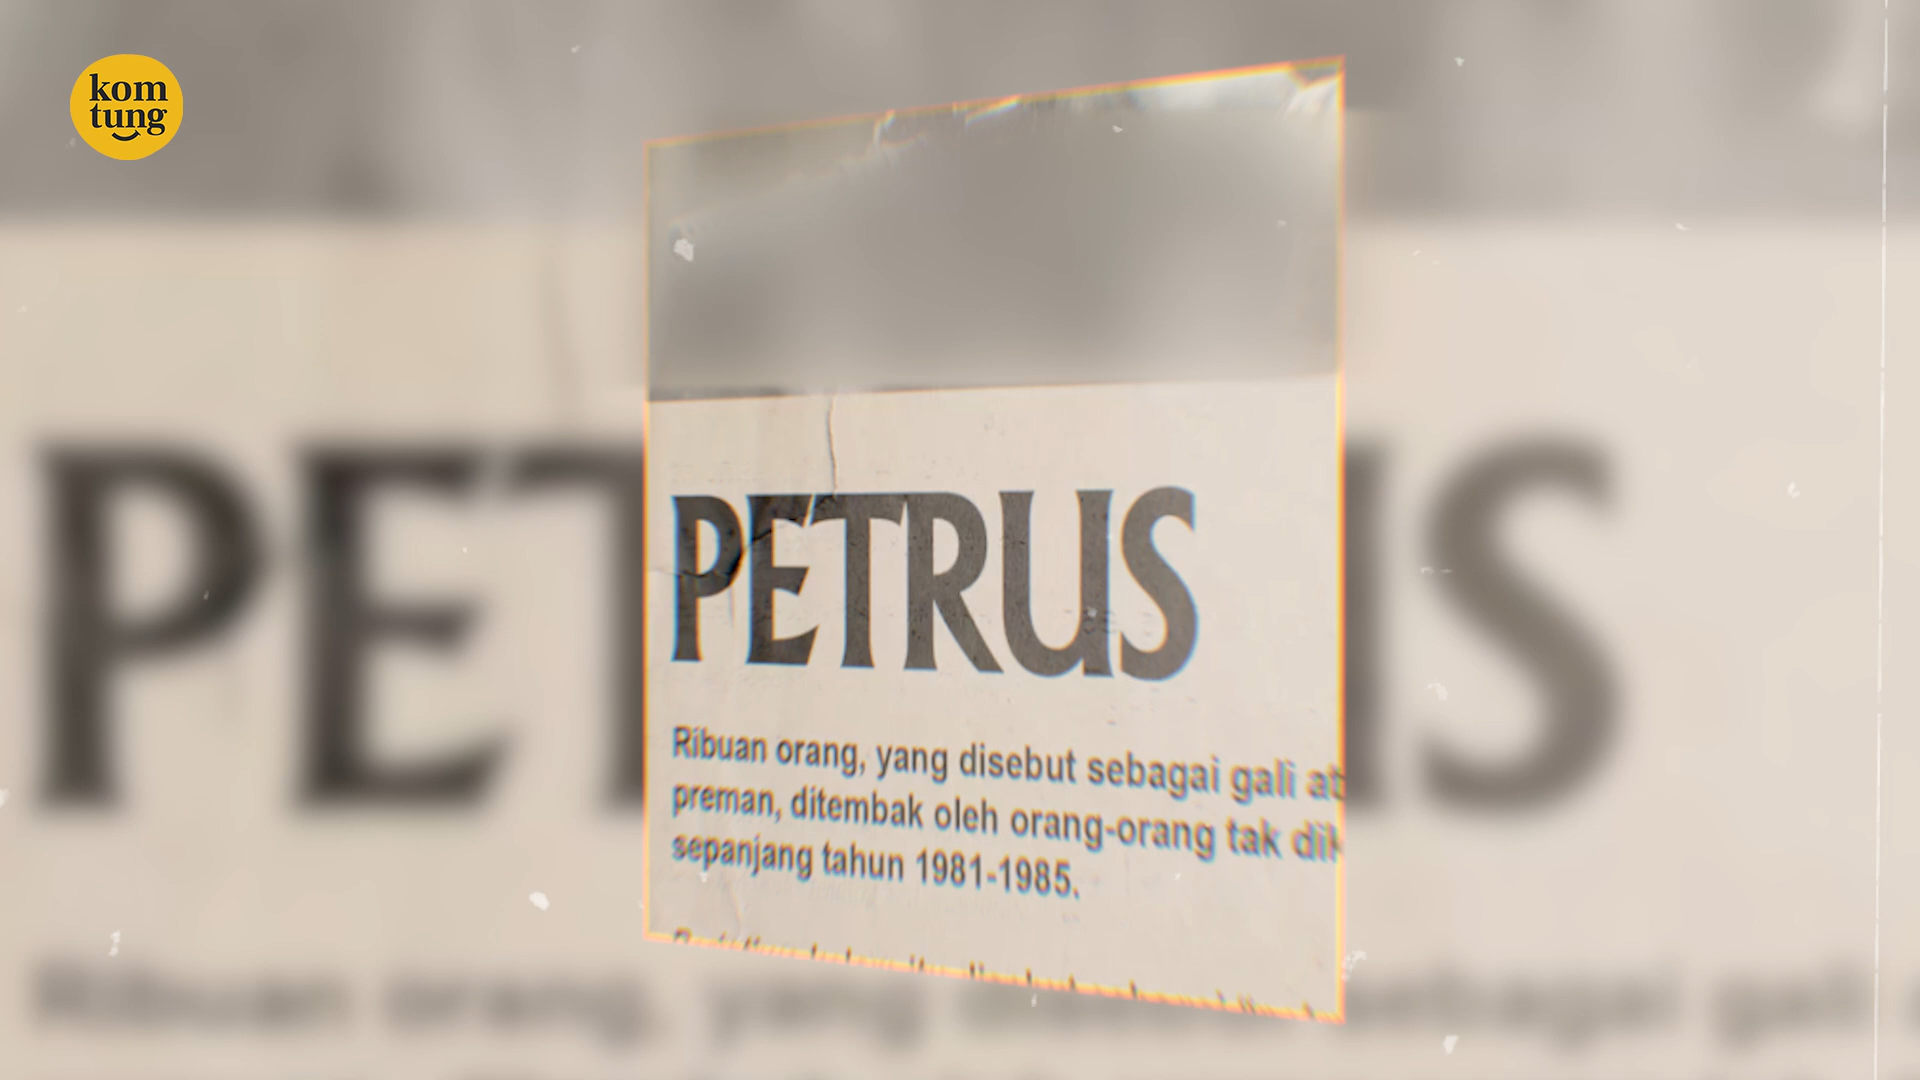 kom
tung
PETRUS
Ribuan orang, yang disebut sebagai gali
preman, ditembak oleh orang-orang tak
sepanjang tahun 1981-1985.